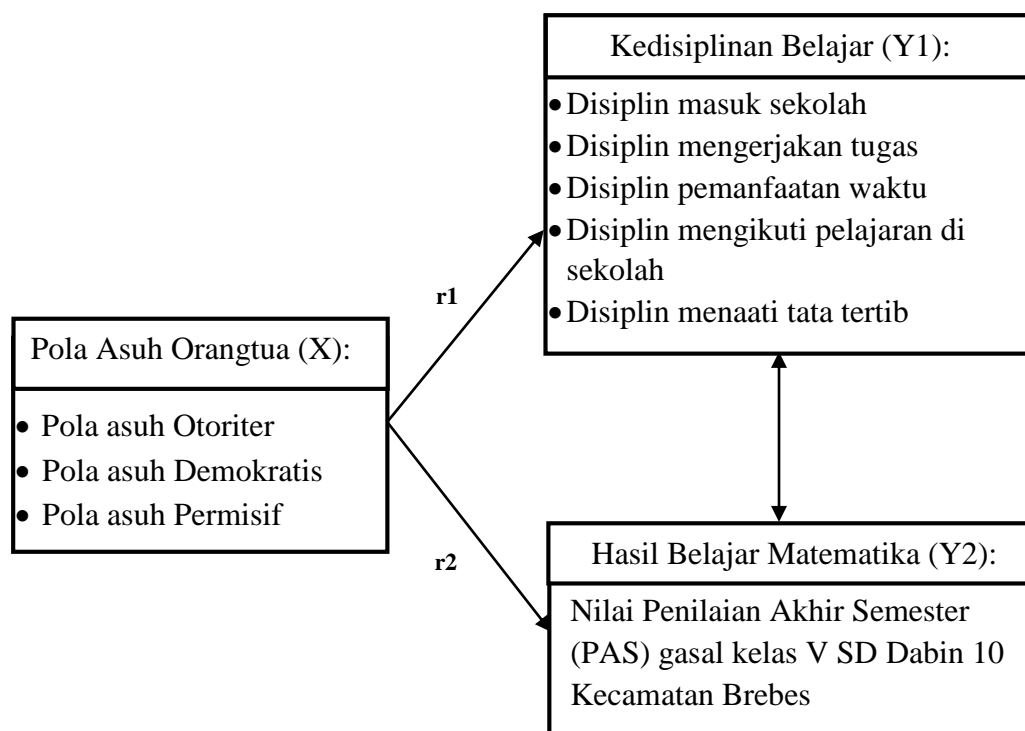 Kedisiplinan Belajar (Y1):
• Disiplin masuk sekolah
• Disiplin mengerjakan tugas
• Disiplin pemanfaatan waktu
• Disiplin mengikuti pelajaran di
sekolah
• Disiplin menaati tata tertib
r1
Pola Asuh Orangtua (X):
• Pola asuh Otoriter
• Pola asuh Demokratis
• Pola asuh Permisif
r2
Hasil Belajar Matematika (Y2):
Nilai Penilaian Akhir Semester
(PAS) gasal kelas V SD Dabin 10
Kecamatan Brebes